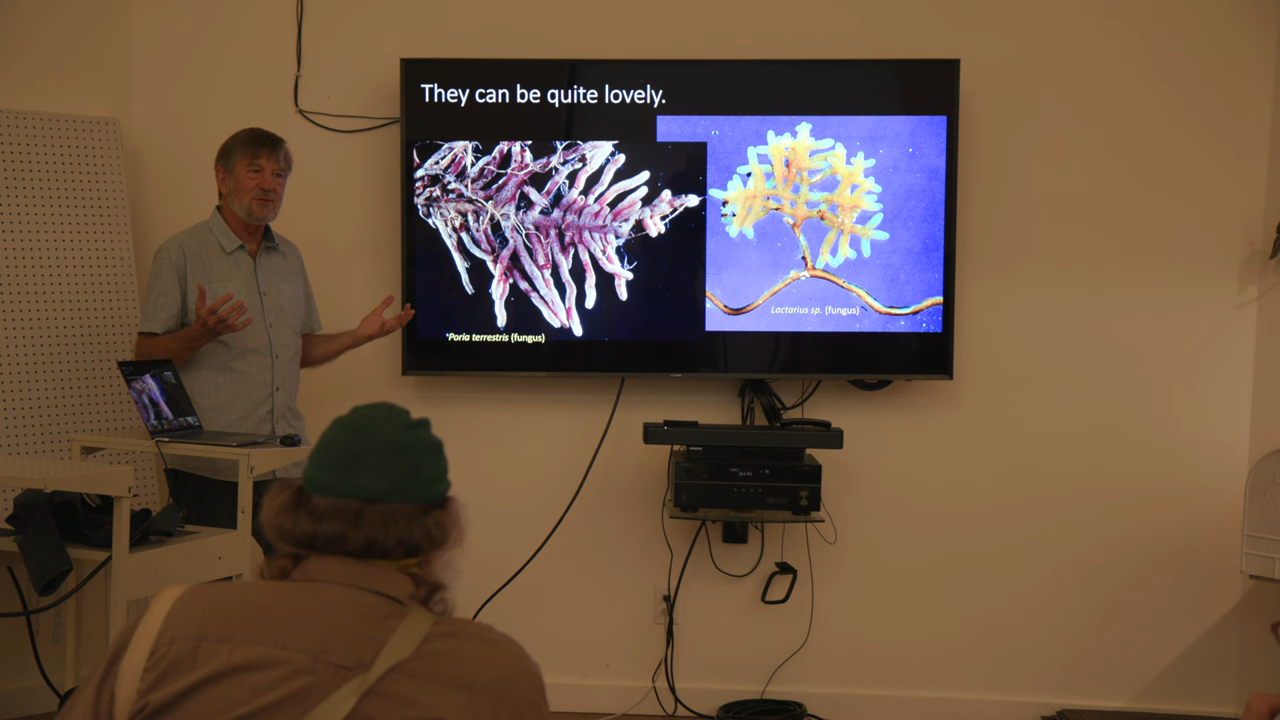 They can be quite lovely.
Poria terrestris (fungus)
Lactarius sp. (fungus)